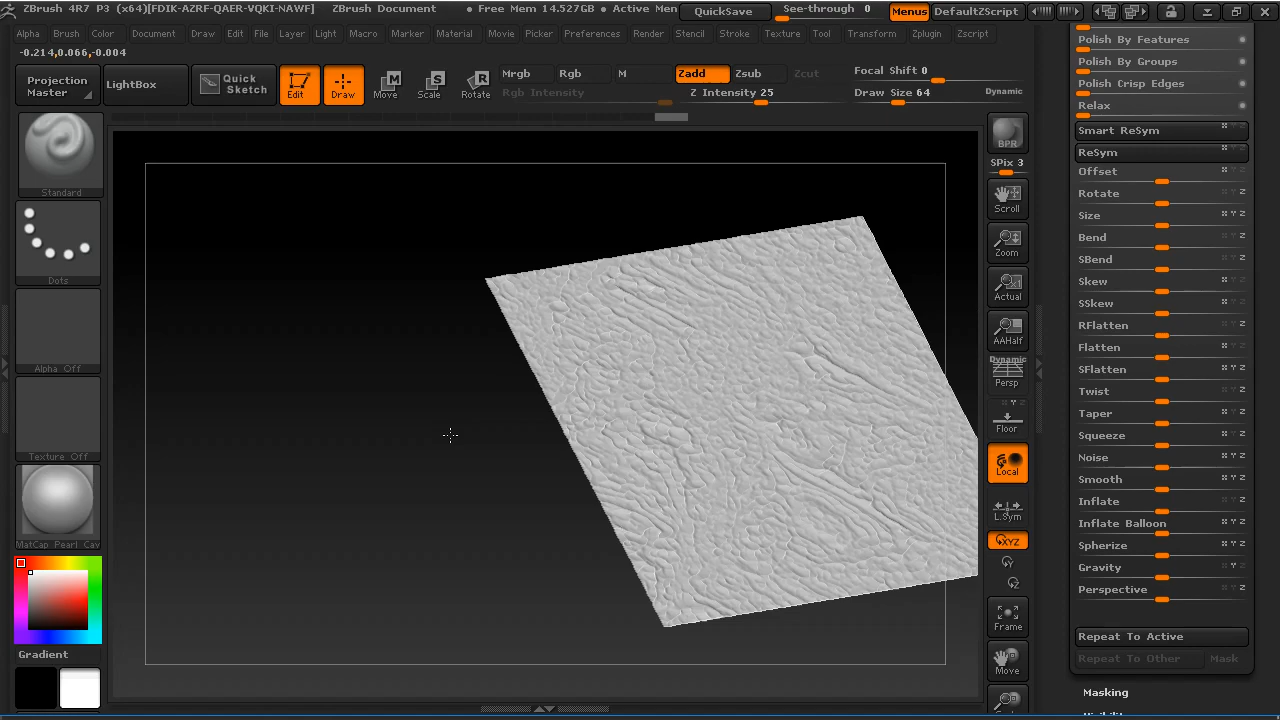 ZBrush 4R7 P3 (x64)[FDIK-AZRF-QAER-VQKI-NAWF] ZBrush Document • Free Mem 14.527GB • Active Men QuickSave See-through 0 Menus DefaultZScript
Alpha Brush Color Document Draw Edit File Layer Light Macro Marker Material Movie Picker Preferences Render Stencil Stroke Texture Tool Transform Zplugin Zscript
-0.214,0.066,-0.004
Projection Master
LightBox
Quick Sketch
Edit
Draw
Move
Scale
Rotate
Mrgb Rgb M Zadd Zsub Zcut
Rgb Intensity Z Intensity 25
Focal Shift 0
Draw Size 64 Dynamic
Standard
Dots
Alpha Off
Texture Off
MatCap Pearl Cav
Gradient
BPR
SPix 3
Scroll
Zoom
Actual
AAHalf
Dynamic
Persp
Floor
Local
L.Sym
XYZ
Y
Z
Frame
Move
Polish By Features
Polish By Groups
Polish Crisp Edges
Relax
Smart ReSym
ReSym
Offset
Rotate
Size
Bend
SBend
Skew
SSkew
RFlatten
Flatten
SFlatten
Twist
Taper
Squeeze
Noise
Smooth
Inflate
Inflate Balloon
Spherize
Gravity
Perspective
Repeat To Active
Repeat To Other Mask
Masking